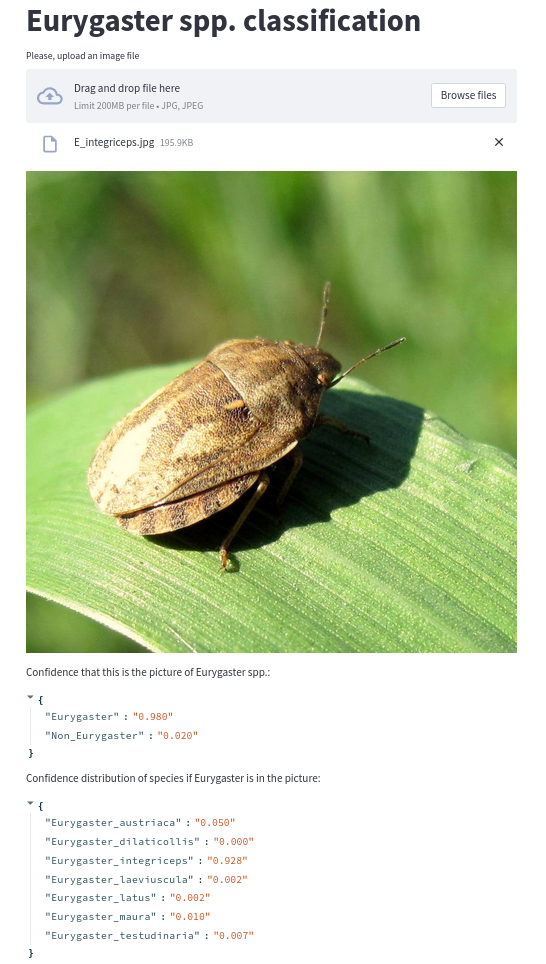 Eurygaster spp. classification
Please, upload an image file
Drag and drop file here
Limit 200MB per file • JPG, JPEG
Browse files
E_integriceps.jpg 195.9KB
Confidence that this is the picture of Eurygaster spp.:
{
"Eurygaster" : "0.980"
"Non_Eurygaster" : "0.020"
}
Confidence distribution of species if Eurygaster is in the picture:
{
"Eurygaster_austriaca" : "0.050"
"Eurygaster_dilaticollis" : "0.000"
"Eurygaster_integriceps" : "0.928"
"Eurygaster_laeviuscula" : "0.002"
"Eurygaster_latus" : "0.002"
"Eurygaster_maura" : "0.010"
"Eurygaster_testudinaria" : "0.007"
}